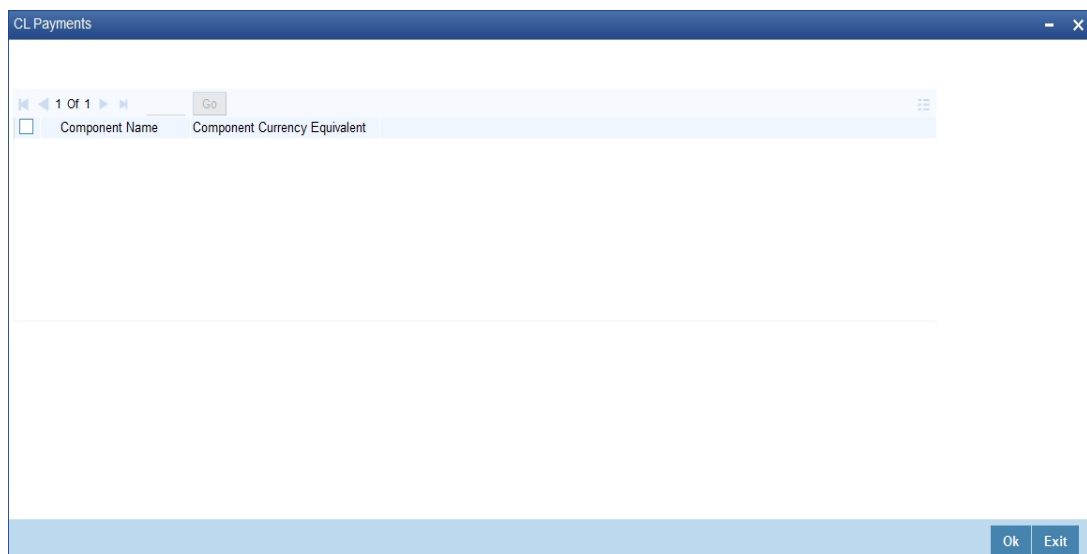 CL Payments
1 Of 1 Go
Component Name Component Currency Equivalent
Ok Exit